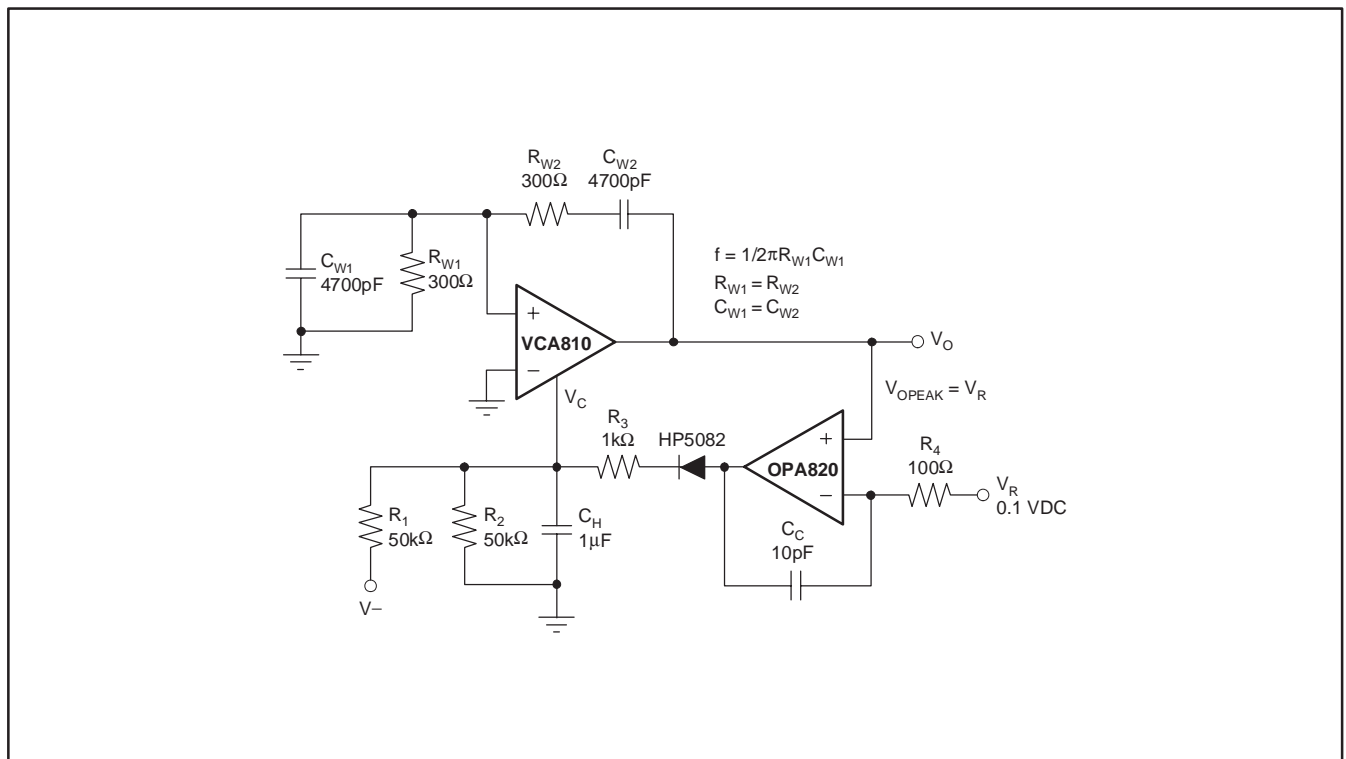 R_W2
300Ω
C_W2
4700pF
C_W1
4700pF
R_W1
300Ω
f = 1/2πR_W1C_W1
R_W1 = R_W2
C_W1 = C_W2
+
VCA810
−
V_C
V_O
V_OPEAK = V_R
R_3
1kΩ
HP5082
+
OPA820
−
R_4
100Ω
V_R
0.1 VDC
R_1
50kΩ
R_2
50kΩ
C_H
1μF
C_C
10pF
V−